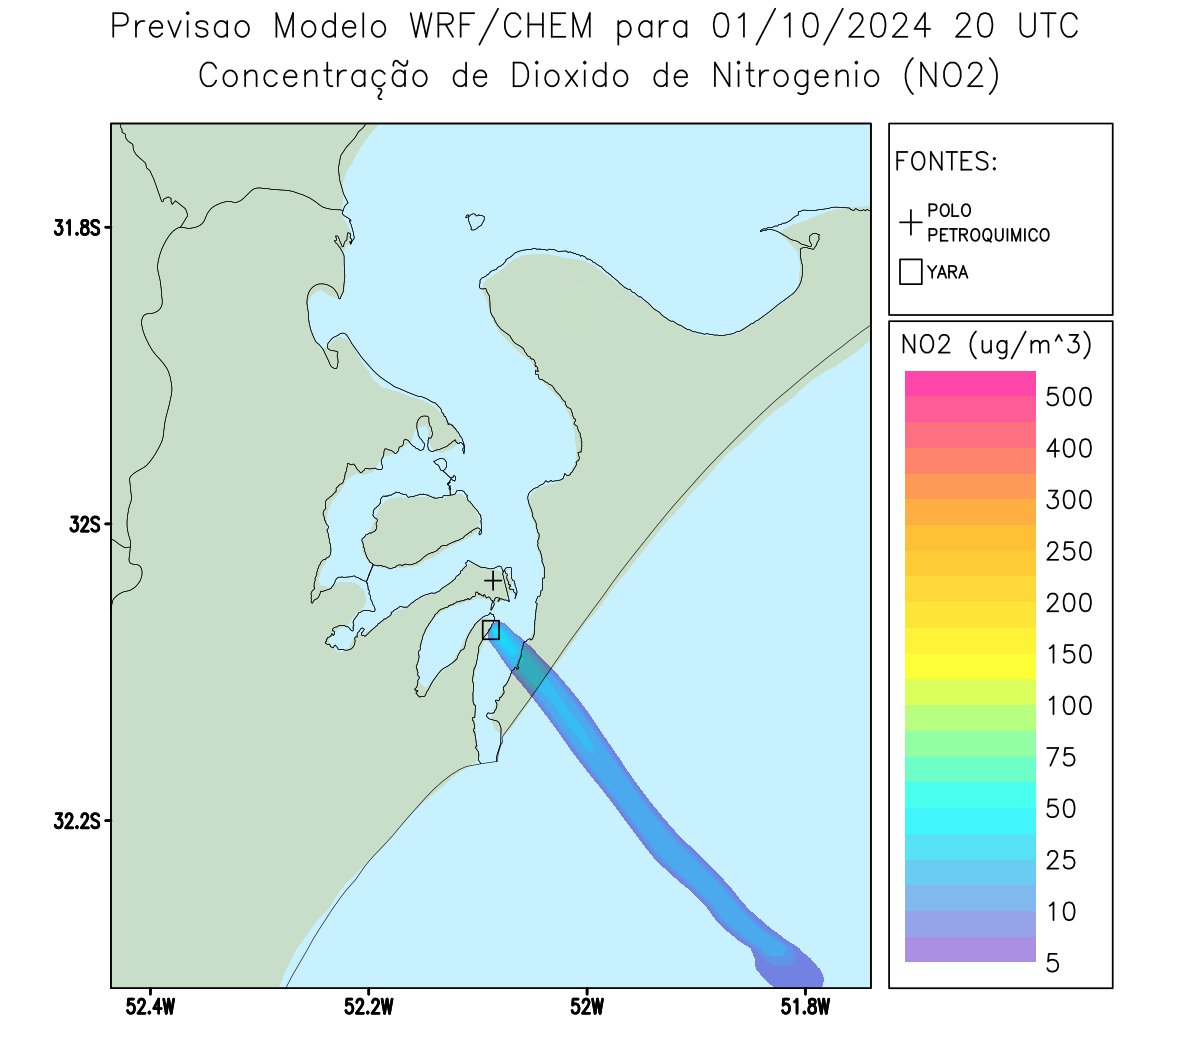 Previsao Modelo WRF/CHEM para 01/10/2024 20 UTC
Concentração de Dioxido de Nitrogenio (NO2)
FONTES:
POLO
PETROQUIMICO
YARA
31.8S
32S
32.2S
52.4W
52.2W
52W
51.8W
NO2 (ug/m^3)
500
400
300
250
200
150
100
75
50
25
10
5